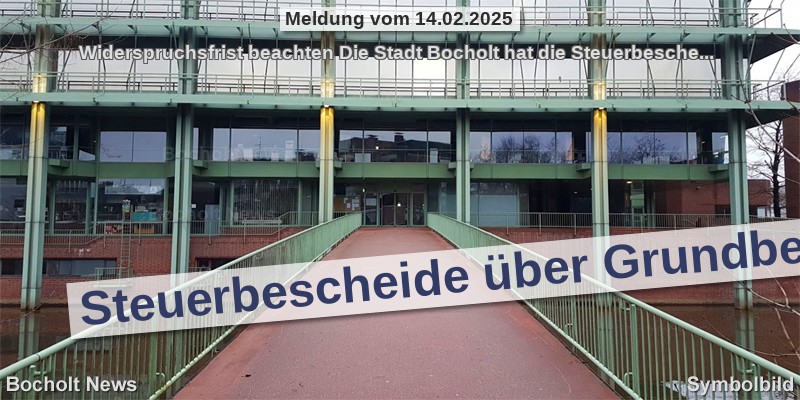 Meldung vom 14.02.2025
Widerspruchsfrist beachten Die Stadt Bocholt hat die Steuerbesche...
Steuerbescheide über Grundbe
Bocholt News
Symbolbild